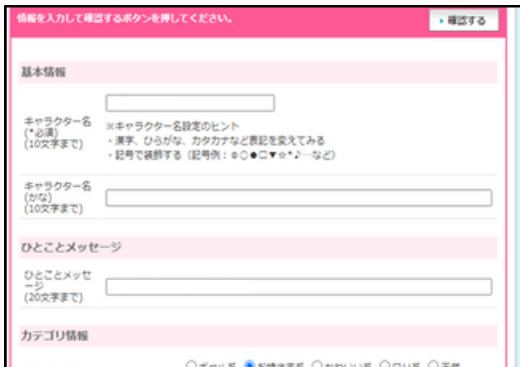 情報を入力して確認するボタンを押してください。
確認する
基本情報
キャラクター名
(*必須)
(10文字まで)
※キャラクター名設定のヒント
・漢字、ひらがな、カタカナなど表記を変えてみる
・記号で装飾する（記号例：◎○●□▼☆*♪…など）
キャラクター名
(かな)
(10文字まで)
ひとことメッセージ
ひとことメッセ
ージ
(20文字まで)
カテゴリ情報